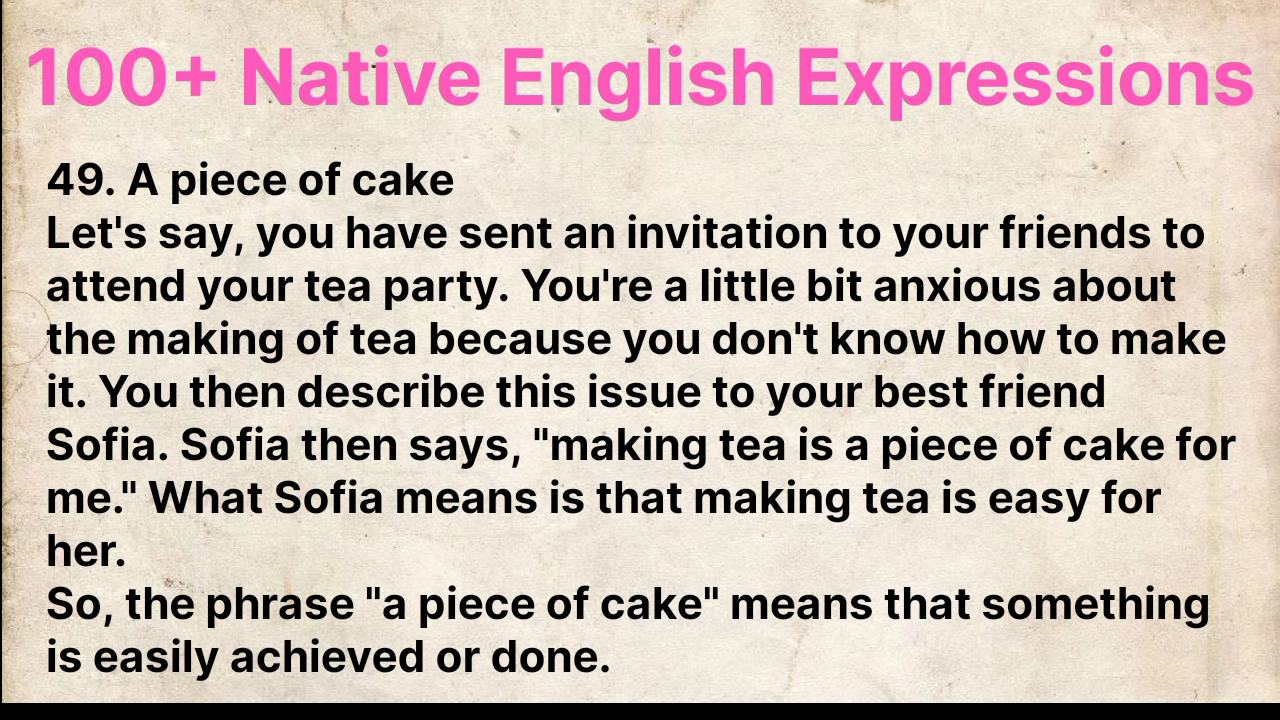 100+ Native English Expressions
49. A piece of cake
Let's say, you have sent an invitation to your friends to
attend your tea party. You're a little bit anxious about
the making of tea because you don't know how to make
it. You then describe this issue to your best friend
Sofia. Sofia then says, "making tea is a piece of cake for
me." What Sofia means is that making tea is easy for
her.
So, the phrase "a piece of cake" means that something
is easily achieved or done.